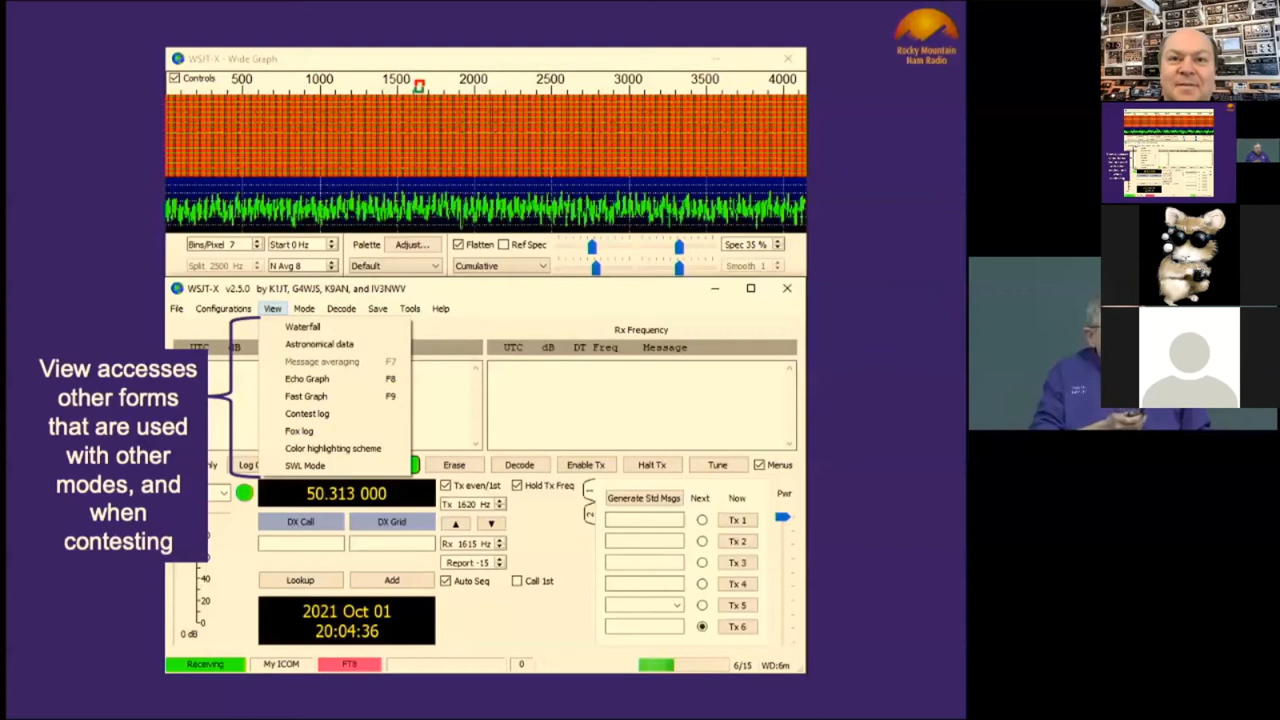 Rocky Mountain
Ham Radio
WSJT-X - Wide Graph
Controls 500 1000 1500 2000 2500 3000 3500 4000
Bins/Pixel 7 Start 0 Hz Palette Adjust... Flatten Ref Spec Spec 35 %
Split 2500 Hz N Avg 8 Default Cumulative Smooth 1
WSJT-X v2.5.0 by K1JT, G4WJS, K9AN, and IV3NWV
File Configurations View Mode Decode Save Tools Help
Waterfall
Astronomical data
Message averaging F7
Echo Graph F8
Fast Graph F9
Contest log
Fox log
Color highlighting scheme
SWL Mode
Rx Frequency
UTC dB
UTC dB DT Freq Message
View accesses
other forms
that are used
with other
modes, and
when
contesting
Erase Decode Enable Tx Halt Tx Tune Menus
50.313 000
Tx even/1st Hold Tx Freq
Tx 1620 Hz
DX Call DX Grid
Rx 1615 Hz
Report -15
Lookup Add
Auto Seq Call 1st
2021 Oct 01
20:04:36
1
2
Generate Std Msgs Next Now Pwr
Tx 1
Tx 2
Tx 3
Tx 4
Tx 5
Tx 6
40
20
0
0 dB
Receiving My ICOM FT8 0 6/15 WD:6m